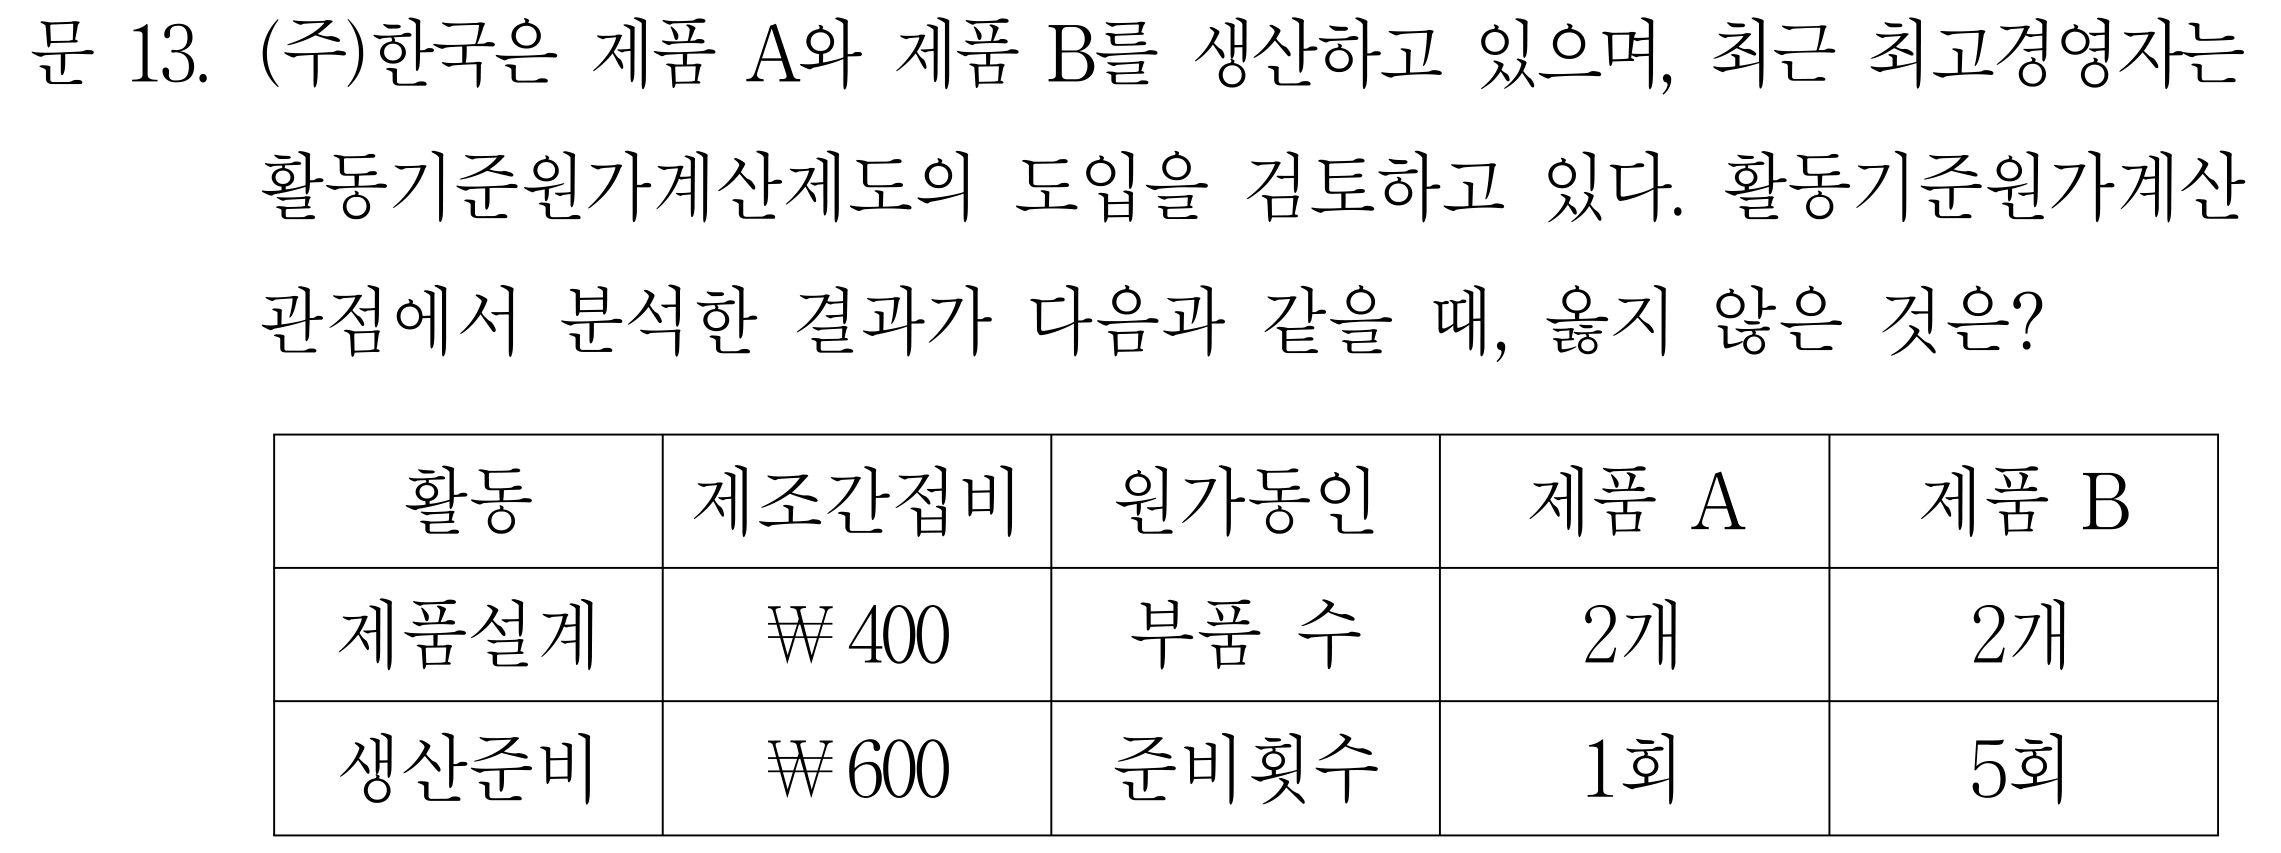 문 13. (주)한국은 제품 A와 제품 B를 생산하고 있으며, 최근 최고경영자는
활동기준원가계산제도의 도입을 검토하고 있다. 활동기준원가계산
관점에서 분석한 결과가 다음과 같을 때, 옳지 않은 것은?
활동 제조간접비 원가동인 제품 A 제품 B
제품설계 ₩400 부품 수 2개 2개
생산준비 ₩600 준비횟수 1회 5회